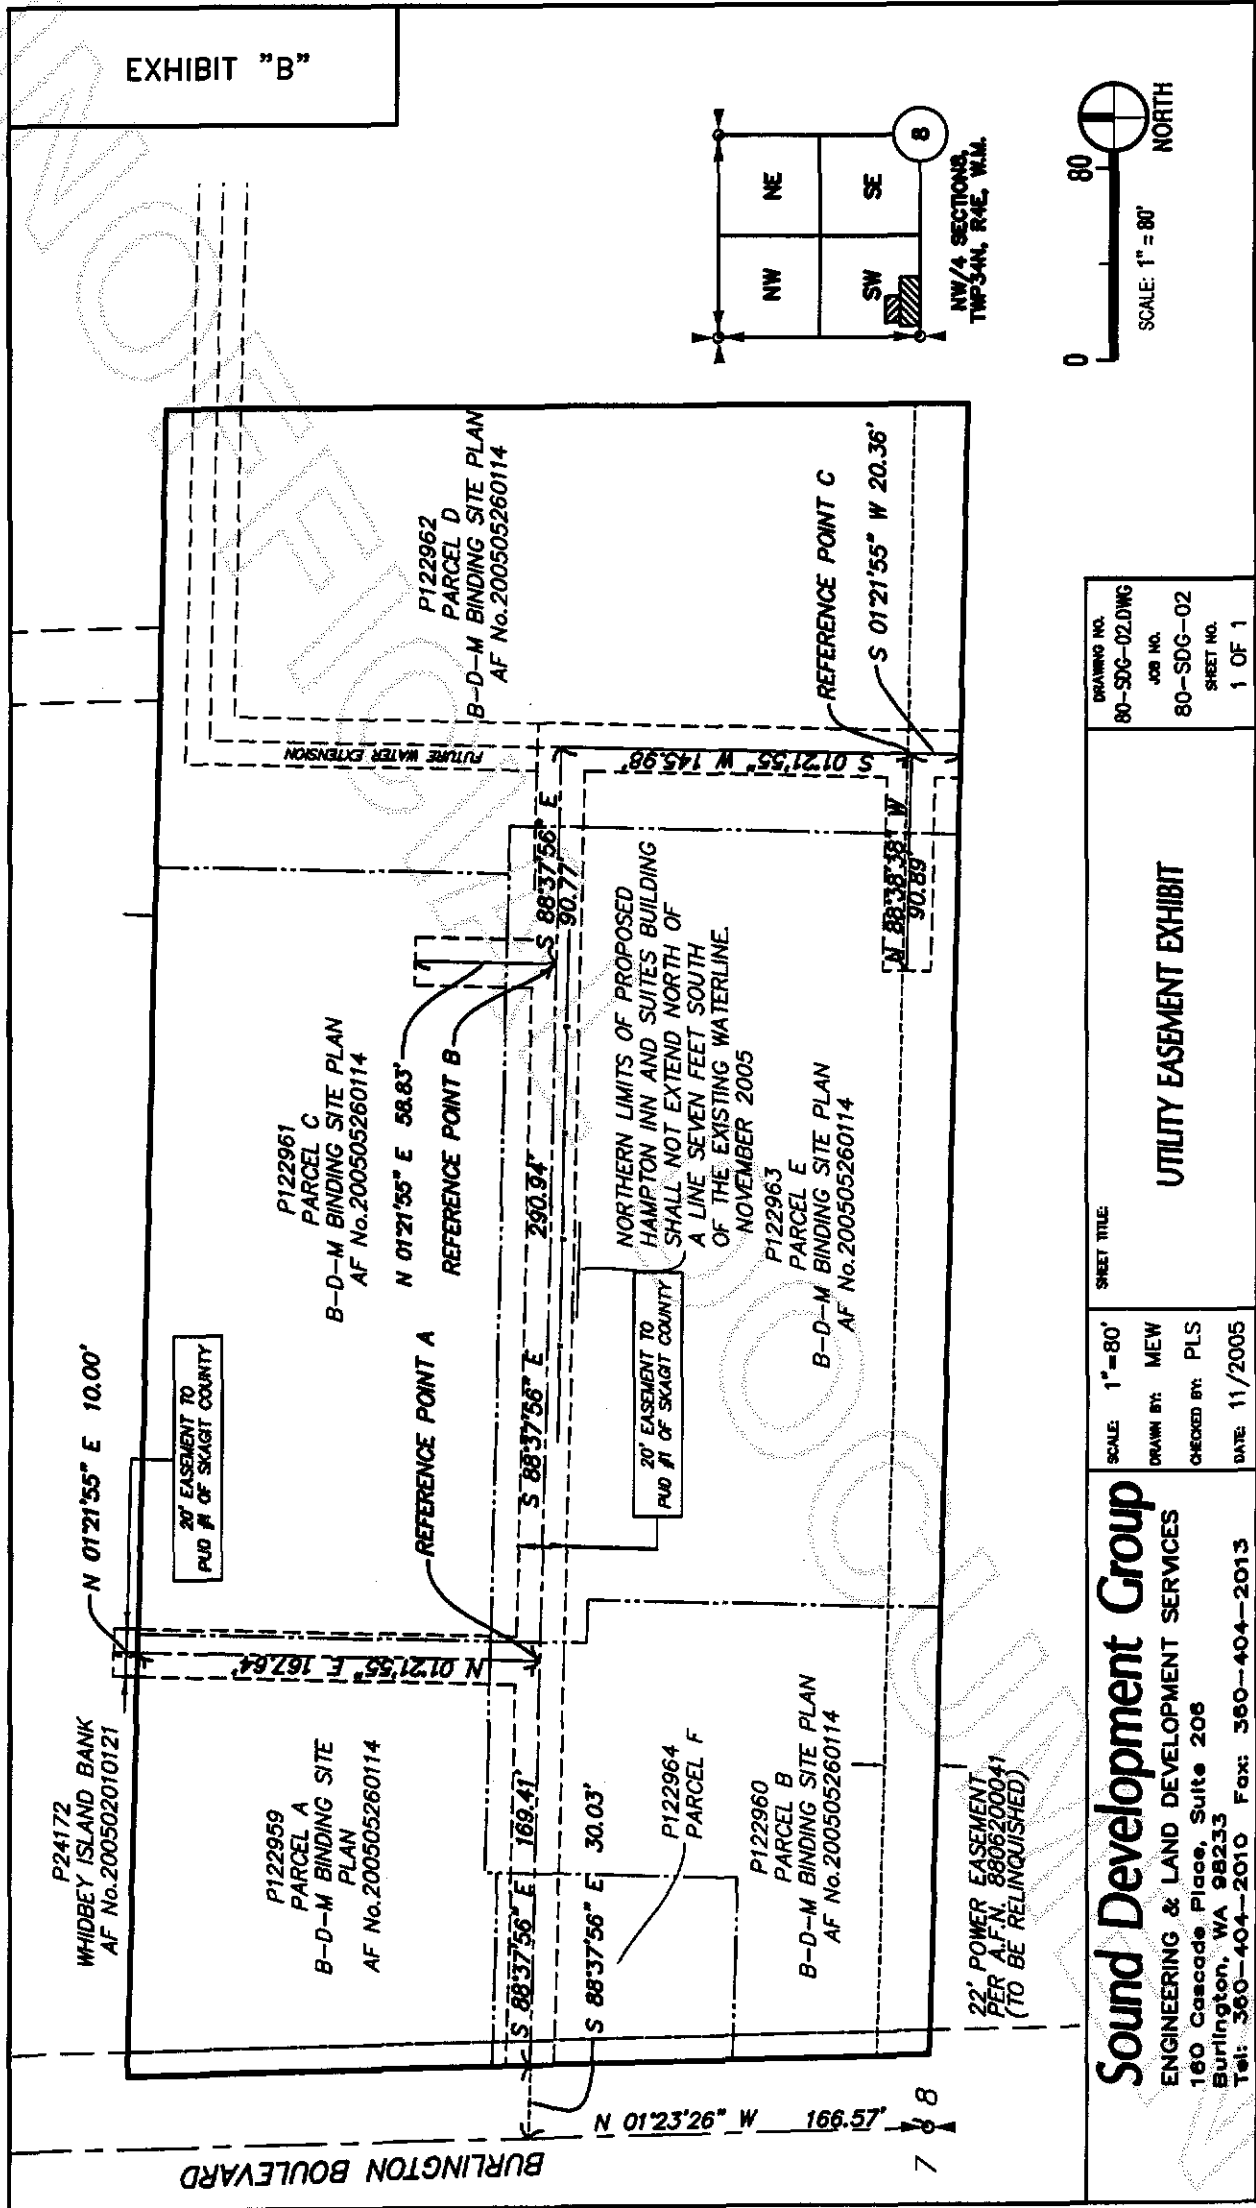 EXHIBIT "B"
P24172
WHIDBEY ISLAND BANK
AF No.200502010121
N 01°21'55" E 10.00'
20' EASEMENT TO
PUD #1 OF SKAGIT COUNTY
P122959
PARCEL A
B-D-M BINDING SITE
PLAN
AF No.200505260114
N 01°21'55" E 167.64'
P122961
PARCEL C
B-D-M BINDING SITE PLAN
AF No.200505260114
N 01°21'55" E 58.83'
REFERENCE POINT B
REFERENCE POINT A
FUTURE WATER EXTENSION
P122962
PARCEL D
B-D-M BINDING SITE PLAN
AF No.200505260114
S 88°37'56" E 169.41'
S 88°37'56" E 30.03'
S 88°37'56" E 290.94'
S 88°37'56" E
90.77'
S 01°21'55" W 145.98'
NORTHERN LIMITS OF PROPOSED
HAMPTON INN AND SUITES BUILDING
SHALL NOT EXTEND NORTH OF
A LINE SEVEN FEET SOUTH
OF THE EXISTING WATERLINE.
NOVEMBER 2005
20' EASEMENT TO
PUD #1 OF SKAGIT COUNTY
P122964
PARCEL F
P122960
PARCEL B
B-D-M BINDING SITE PLAN
AF No.200505260114
P122963
PARCEL E
B-D-M BINDING SITE PLAN
AF No.200505260114
N 88°38'38" W
90.89'
REFERENCE POINT C
S 01°21'55" W 20.36'
22' POWER EASEMENT
PER A.F.N. 8806200041
(TO BE RELINQUISHED)
BURLINGTON BOULEVARD
N 01°23'26" W 166.57'
7 8
NW NE
SW SE
8
NW/4 SECTION8,
TWP34N, R4E, W.M.
0 80
SCALE: 1" = 80'
NORTH
Sound Development Group
ENGINEERING & LAND DEVELOPMENT SERVICES
160 Cascade Place, Suite 206
Burlington, WA 98233
Tel: 360-404-2010 Fax: 360-404-2013
SCALE: 1"=80'
DRAWN BY: MEW
CHECKED BY: PLS
DATE: 11/2005
SHEET TITLE:
UTILITY EASEMENT EXHIBIT
DRAWING NO.
80-SDG-02.DWG
JOB NO.
80-SDG-02
SHEET NO.
1 OF 1
UNOFFICIAL DOCUMENT